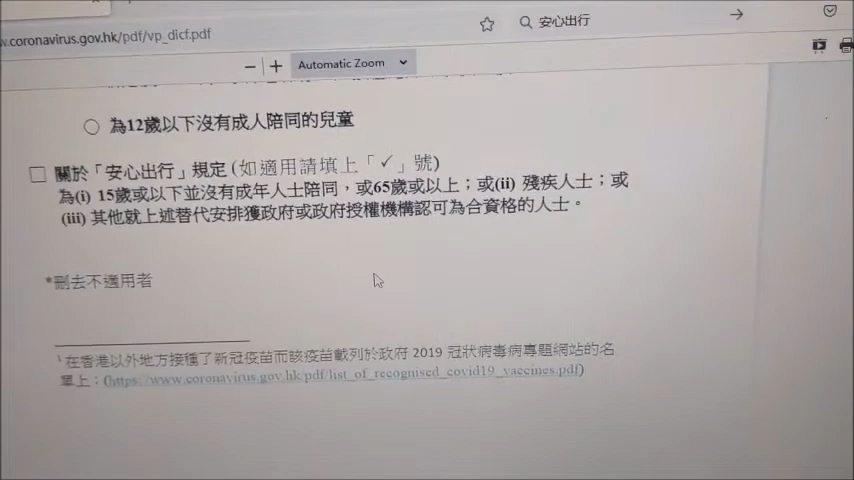 w.coronavirus.gov.hk/pdf/vp_dicf.pdf
安心出行
Automatic Zoom
為12歲以下沒有成人陪同的兒童
關於「安心出行」規定 (如適用請填上「✓」號)
為(i) 15歲或以下並沒有成年人士陪同，或65歲或以上；或(ii) 殘疾人士；或
(iii) 其他就上述替代安排獲政府或政府授權機構認可為合資格的人士。
*刪去不適用者
1 在香港以外地方接種了新冠疫苗而該疫苗載列於政府 2019 冠狀病毒病專題網站的名
單上：(https://www.coronavirus.gov.hk/pdf/list_of_recognised_covid19_vaccines.pdf)